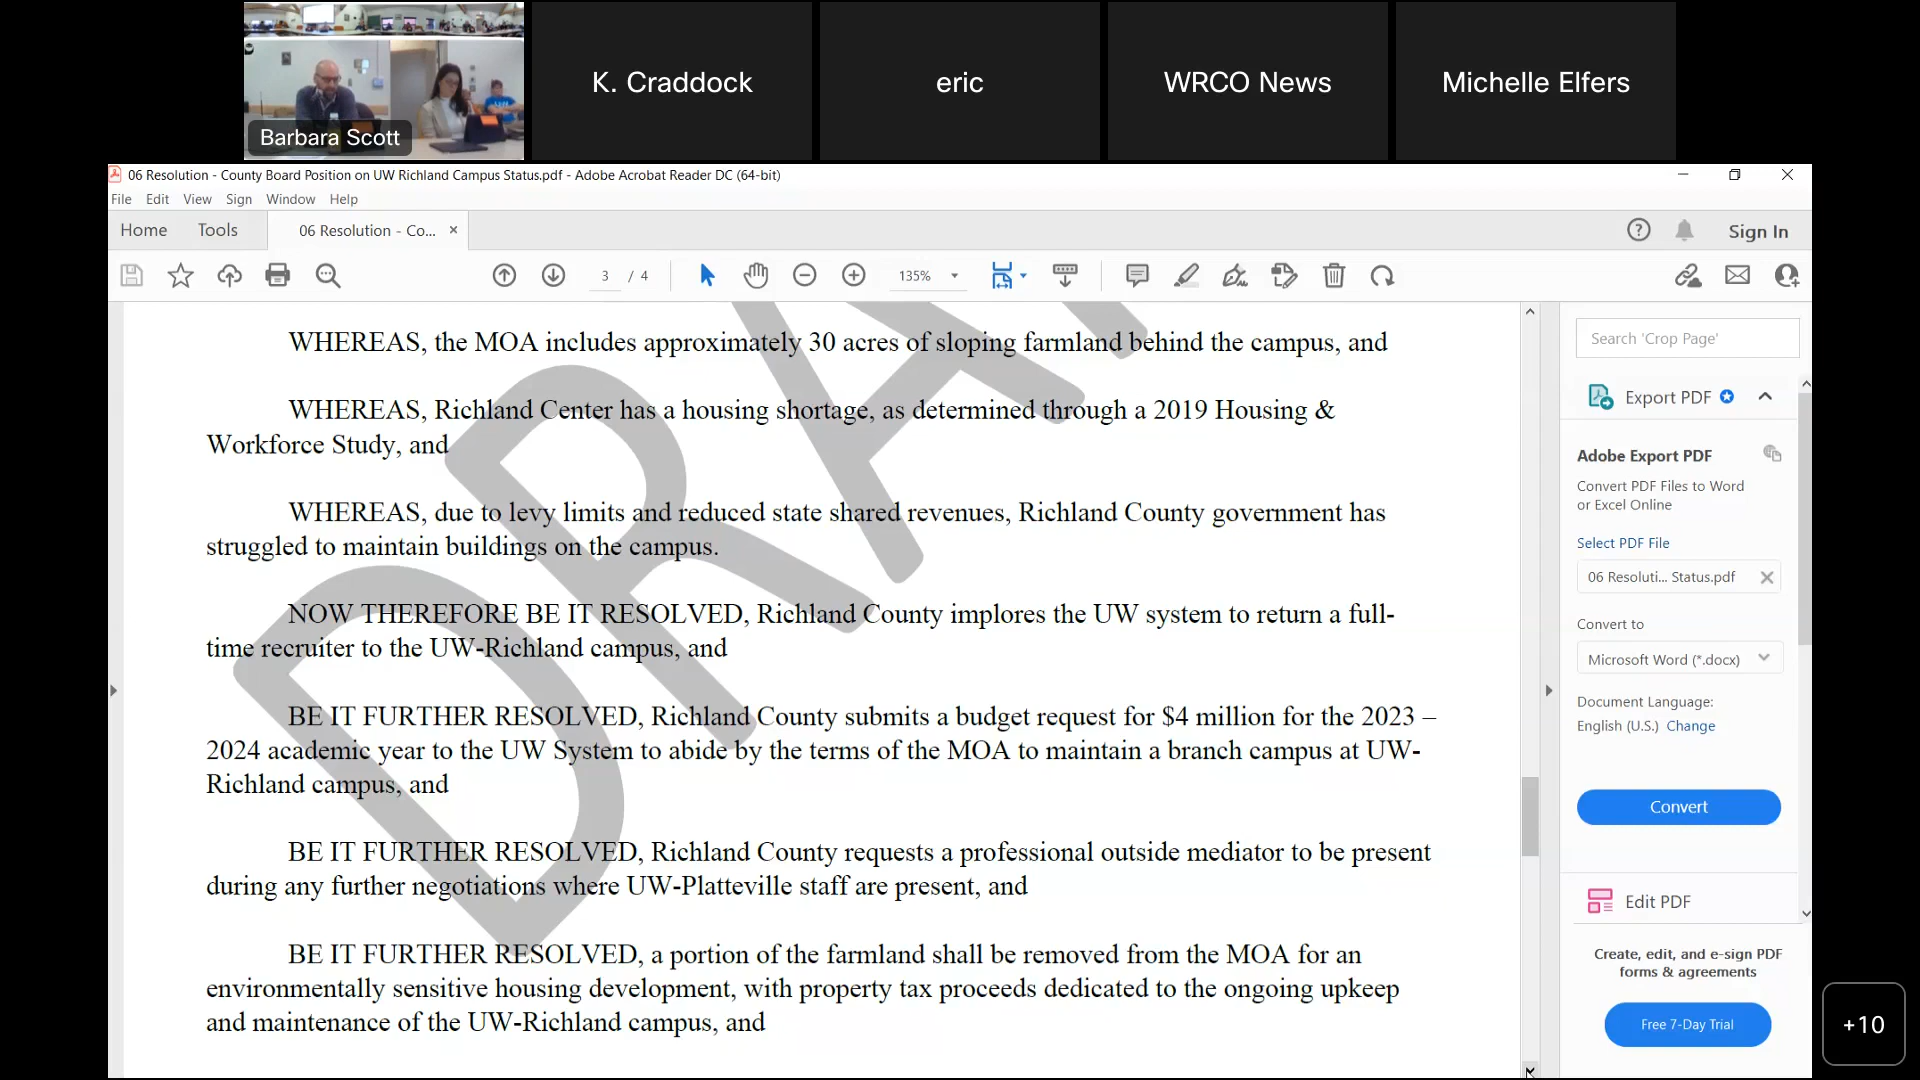 K. Craddock
eric
WRCO News
Michelle Elfers
Barbara Scott
06 Resolution - County Board Position on UW Richland Campus Status.pdf - Adobe Acrobat Reader DC (64-bit)
File Edit View Sign Window Help
Home Tools 06 Resolution - Co... Sign In
3 / 4 135%
DRA
WHEREAS, the MOA includes approximately 30 acres of sloping farmland behind the campus, and
WHEREAS, Richland Center has a housing shortage, as determined through a 2019 Housing &
Workforce Study, and
WHEREAS, due to levy limits and reduced state shared revenues, Richland County government has
struggled to maintain buildings on the campus.
NOW THEREFORE BE IT RESOLVED, Richland County implores the UW system to return a full-
time recruiter to the UW-Richland campus, and
BE IT FURTHER RESOLVED, Richland County submits a budget request for $4 million for the 2023 –
2024 academic year to the UW System to abide by the terms of the MOA to maintain a branch campus at UW-
Richland campus, and
BE IT FURTHER RESOLVED, Richland County requests a professional outside mediator to be present
during any further negotiations where UW-Platteville staff are present, and
BE IT FURTHER RESOLVED, a portion of the farmland shall be removed from the MOA for an
environmentally sensitive housing development, with property tax proceeds dedicated to the ongoing upkeep
and maintenance of the UW-Richland campus, and
Search 'Crop Page'
Export PDF
Adobe Export PDF
Convert PDF Files to Word
or Excel Online
Select PDF File
06 Resoluti... Status.pdf
Convert to
Microsoft Word (*.docx)
Document Language:
English (U.S.) Change
Convert
Edit PDF
Create, edit, and e-sign PDF
forms & agreements
Free 7-Day Trial
+10